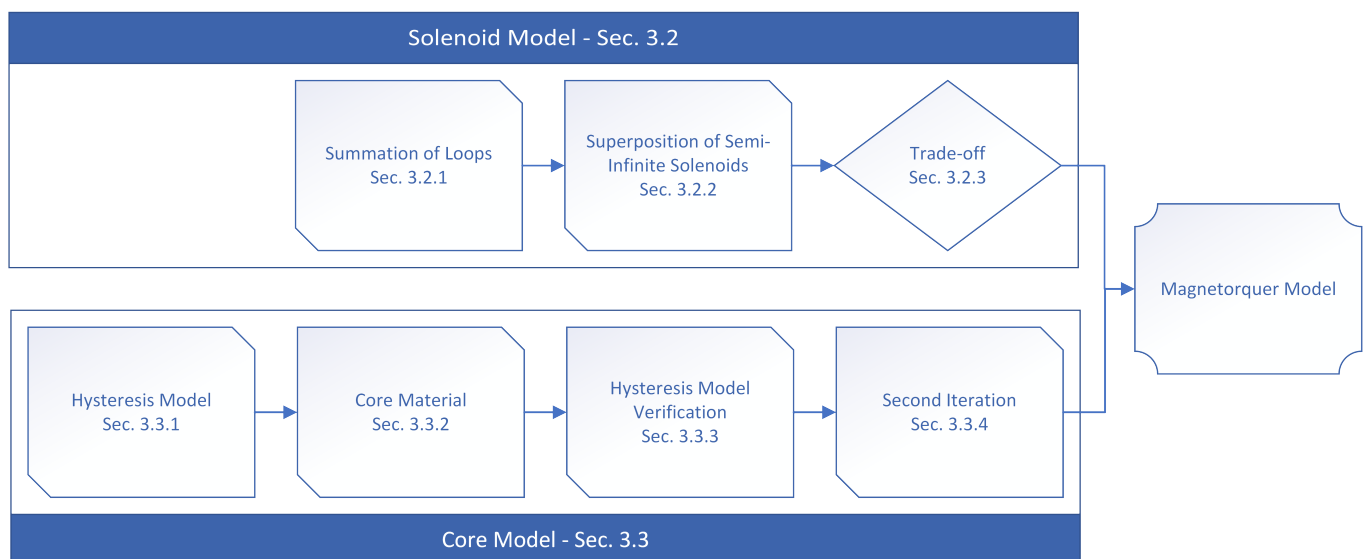 Solenoid Model - Sec. 3.2
Summation of Loops
Sec. 3.2.1
Superposition of Semi-
Infinite Solenoids
Sec. 3.2.2
Trade-off
Sec. 3.2.3
Magnetorquer Model
Hysteresis Model
Sec. 3.3.1
Core Material
Sec. 3.3.2
Hysteresis Model
Verification
Sec. 3.3.3
Second Iteration
Sec. 3.3.4
Core Model - Sec. 3.3